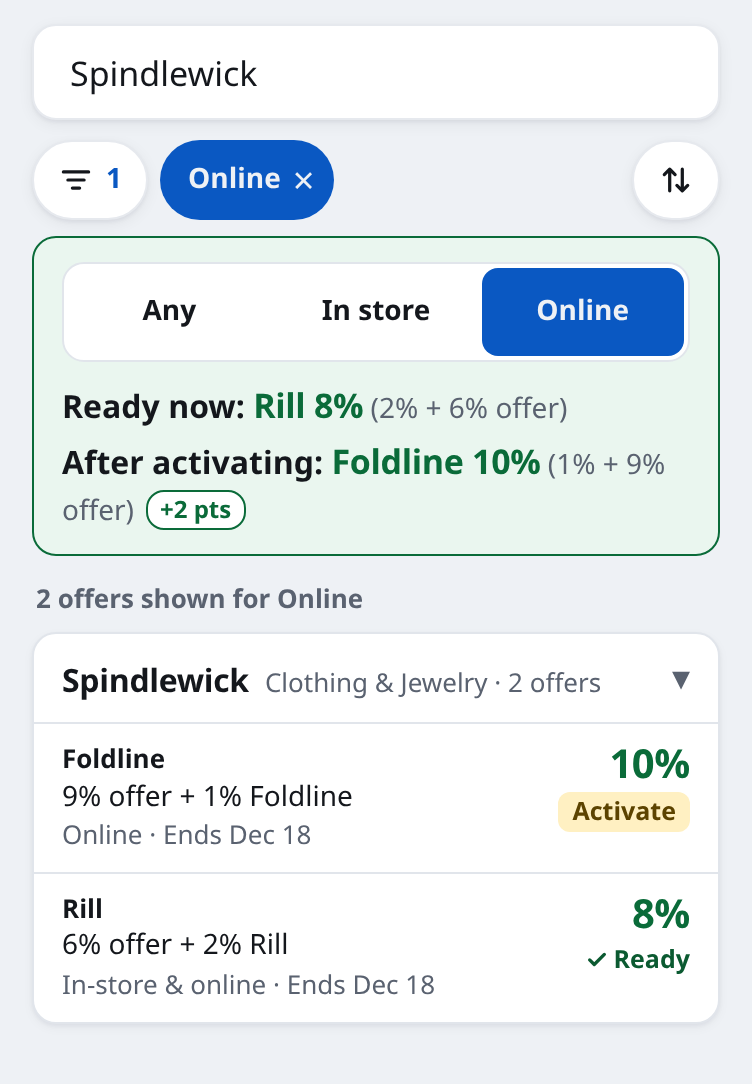 Spindlewick
1
Online ×
Any
In store
Online
Ready now: Rill 8% (2% + 6% offer)
After activating: Foldline 10% (1% + 9%
offer) +2 pts
2 offers shown for Online
Spindlewick Clothing & Jewelry · 2 offers ▼
Foldline
10%
9% offer + 1% Foldline
Activate
Online · Ends Dec 18
Rill
8%
6% offer + 2% Rill
✓ Ready
In-store & online · Ends Dec 18